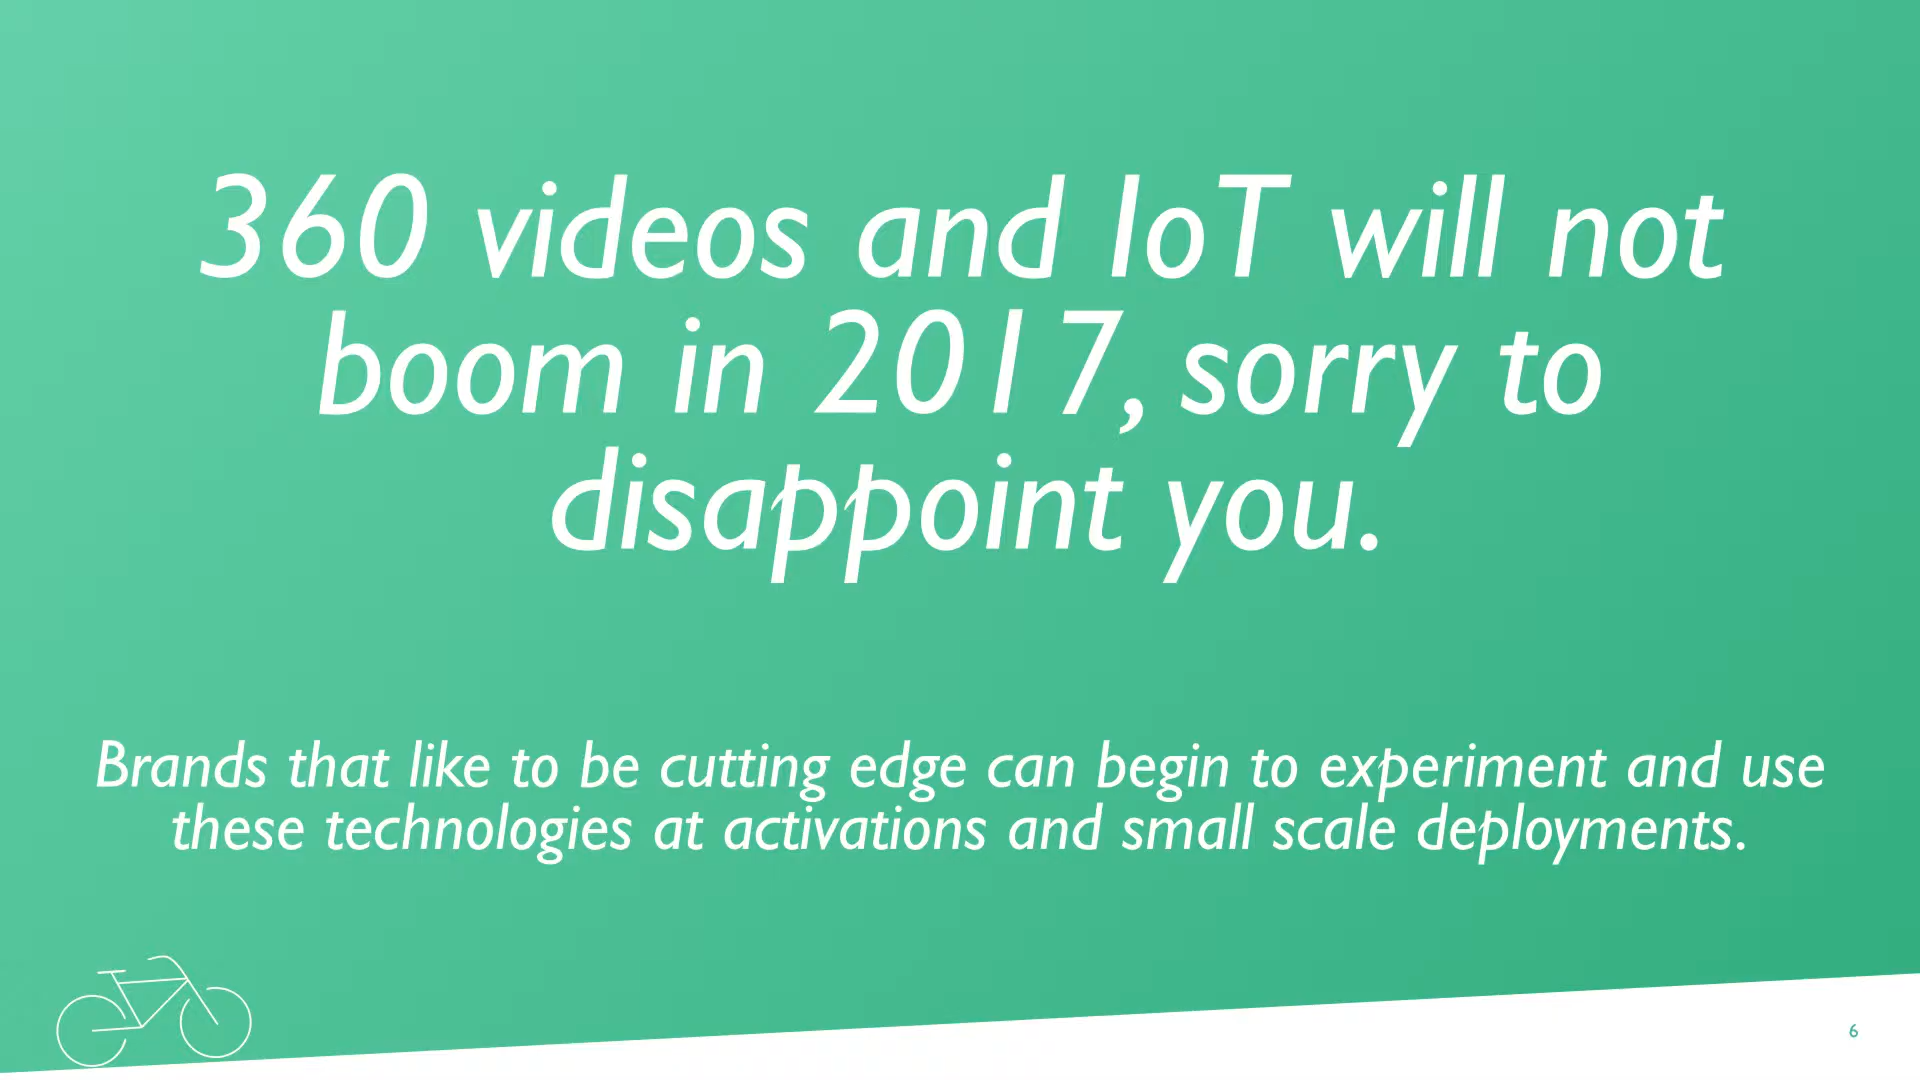 360 videos and IoT will not
boom in 2017, sorry to
disappoint you.
Brands that like to be cutting edge can begin to experiment and use
these technologies at activations and small scale deployments.
6